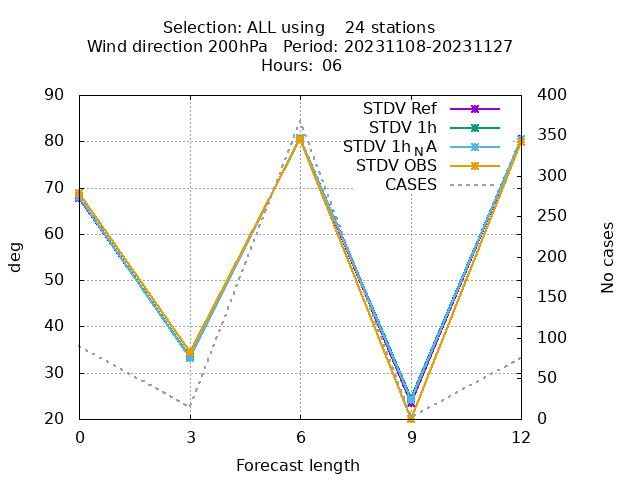 Selection: ALL using    24 stations
Wind direction 200hPa   Period: 20231108-20231127
Hours: 06
90
80
70
60
50
40
30
20
400
350
300
250
200
150
100
50
0
STDV Ref
STDV 1h
STDV 1h_N A
STDV OBS
CASES
deg
No cases
0 3 6 9 12
Forecast length